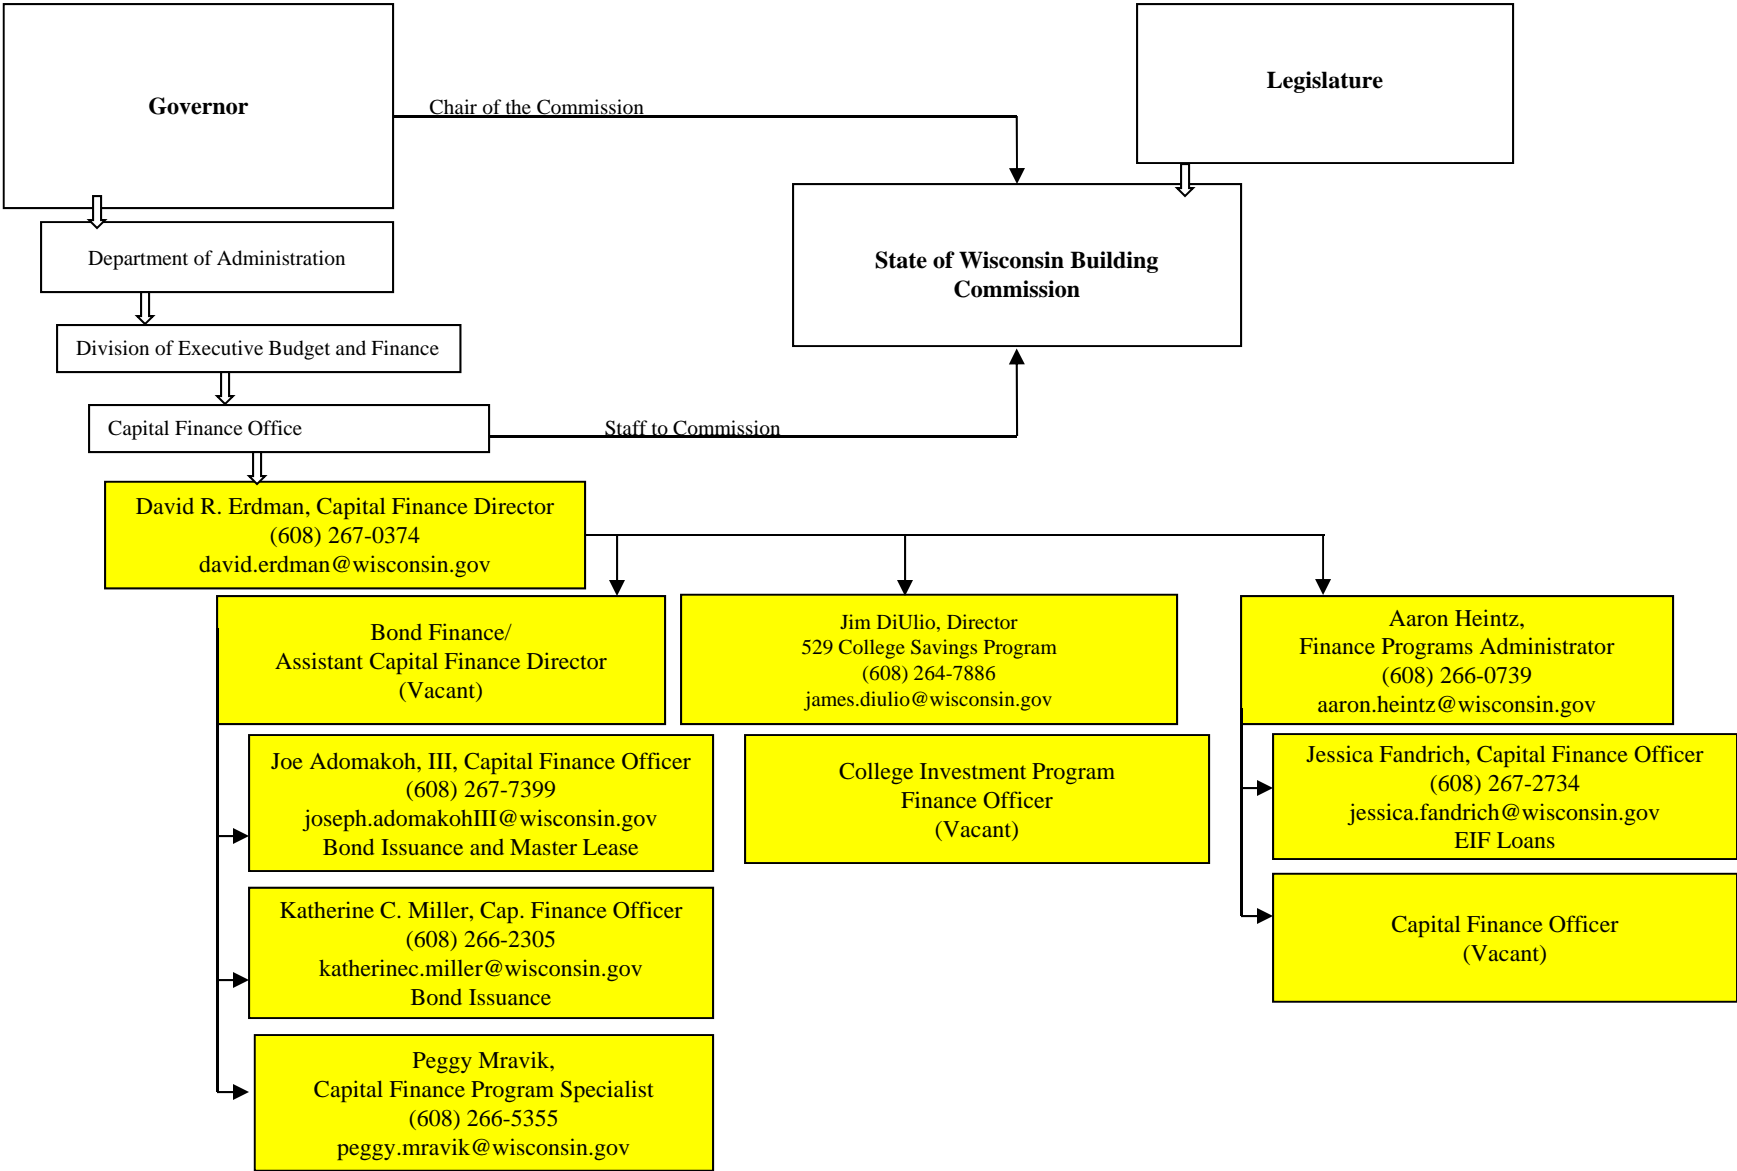 Governor
Chair of the Commission
Legislature
Department of Administration
State of Wisconsin Building
Commission
Division of Executive Budget and Finance
Capital Finance Office
Staff to Commission
David R. Erdman, Capital Finance Director
(608) 267-0374
david.erdman@wisconsin.gov
Bond Finance/
Assistant Capital Finance Director
(Vacant)
Jim DiUlio, Director
529 College Savings Program
(608) 264-7886
james.diulio@wisconsin.gov
Aaron Heintz,
Finance Programs Administrator
(608) 266-0739
aaron.heintz@wisconsin.gov
Joe Adomakoh, III, Capital Finance Officer
(608) 267-7399
joseph.adomakohIII@wisconsin.gov
Bond Issuance and Master Lease
College Investment Program
Finance Officer
(Vacant)
Jessica Fandrich, Capital Finance Officer
(608) 267-2734
jessica.fandrich@wisconsin.gov
EIF Loans
Katherine C. Miller, Cap. Finance Officer
(608) 266-2305
katherinec.miller@wisconsin.gov
Bond Issuance
Capital Finance Officer
(Vacant)
Peggy Mravik,
Capital Finance Program Specialist
(608) 266-5355
peggy.mravik@wisconsin.gov